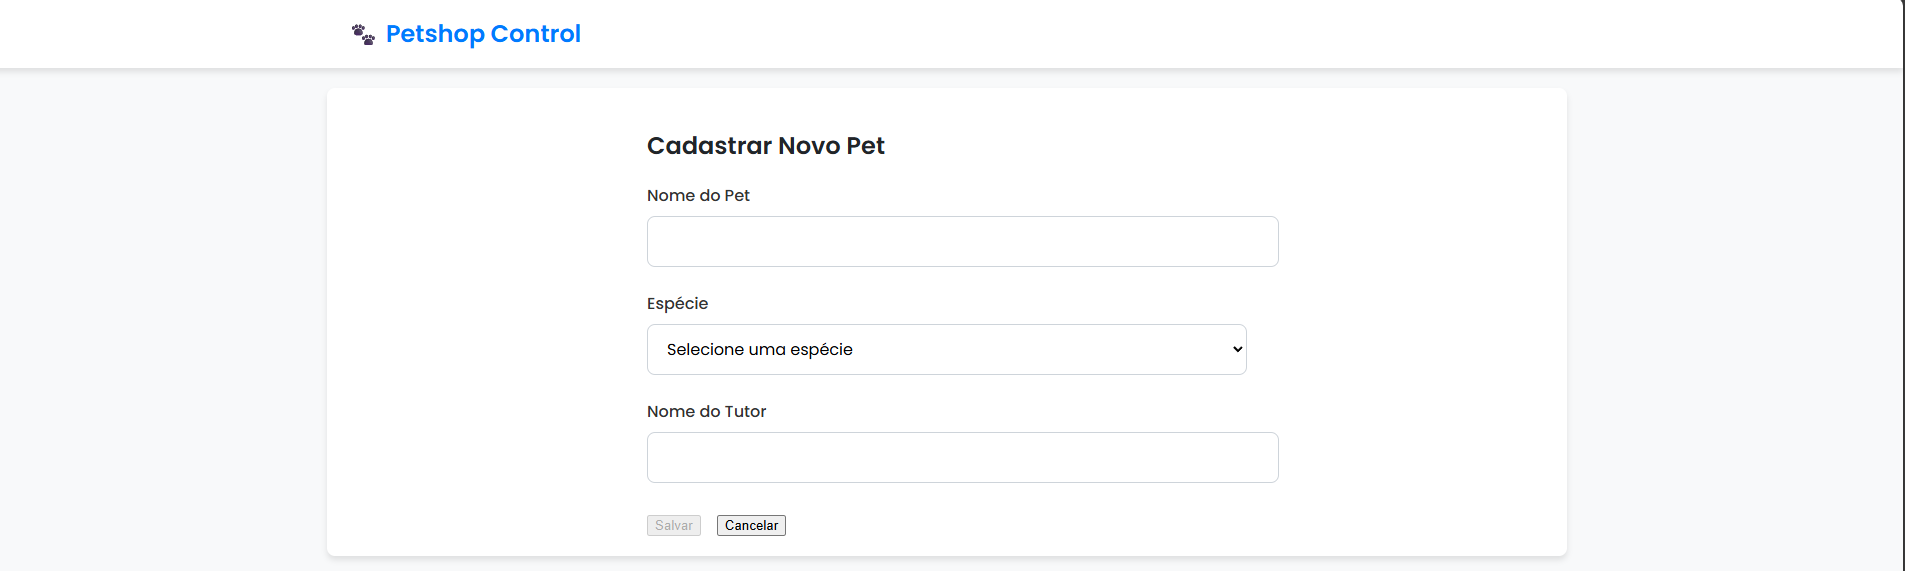 Petshop Control
Cadastrar Novo Pet
Nome do Pet
Espécie
Selecione uma espécie
Nome do Tutor
Salvar Cancelar